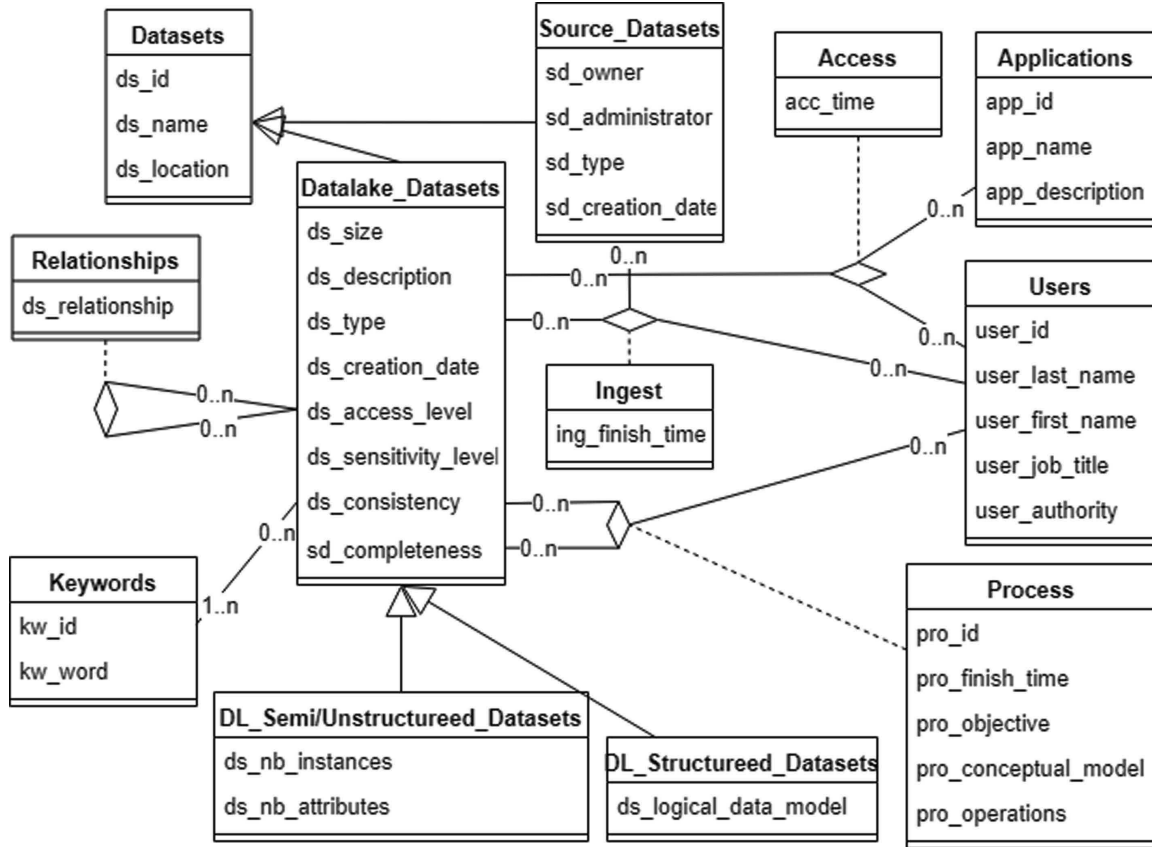 Datasets
ds_id
ds_name
ds_location
Source_Datasets
sd_owner
sd_administrator
sd_type
sd_creation_date
Access
acc_time
Applications
app_id
app_name
app_description
Datalake_Datasets
ds_size
ds_description
ds_type
ds_creation_date
ds_access_level
ds_sensitivity_level
ds_consistency
sd_completeness
Relationships
ds_relationship
0..n
0..n
0..n
0..n
0..n
0..n
0..n
0..n
0..n
0..n
0..n
0..n
0..n
1..n
Users
user_id
user_last_name
user_first_name
user_job_title
user_authority
Ingest
ing_finish_time
Keywords
kw_id
kw_word
Process
pro_id
pro_finish_time
pro_objective
pro_conceptual_model
pro_operations
DL_Semi/Unstructureed_Datasets
ds_nb_instances
ds_nb_attributes
DL_Structureed_Datasets
ds_logical_data_model